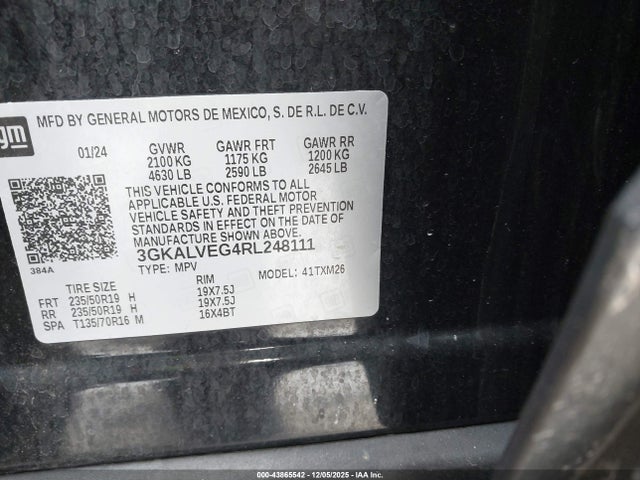 gm
MFD BY GENERAL MOTORS DE MEXICO, S. DE R.L. DE C.V.
01/24 GVWR GAWR FRT GAWR RR
2100 KG 1175 KG 1200 KG
4630 LB 2590 LB 2645 LB
THIS VEHICLE CONFORMS TO ALL
APPLICABLE U.S. FEDERAL MOTOR
VEHICLE SAFETY AND THEFT PREVENTION
STANDARDS IN EFFECT ON THE DATE OF
MANUFACTURE SHOWN ABOVE.
3GKALVEG4RL248111
384A
TYPE: MPV MODEL: 41TXM26
TIRE SIZE RIM
FRT 235/50R19 H 19X7.5J
RR 235/50R19 H 19X7.5J
SPA T135/70R16 M 16X4BT
000-43865542 12/05/2025 IAA Inc.